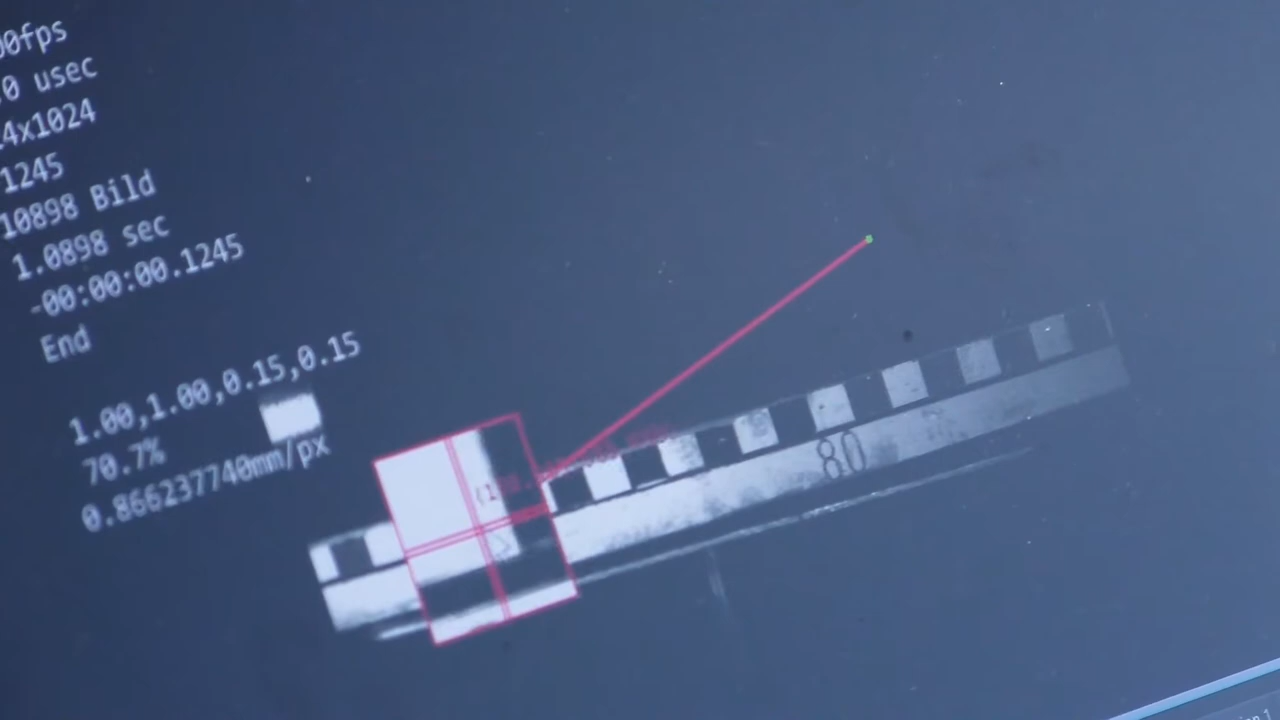 00fps
.0 usec
4x1024
1245
10898 Bild
1.0898 sec
-00:00:00.1245
End
1.00,1.00,0.15,0.15
70.7%
0.866237740mm/px
80